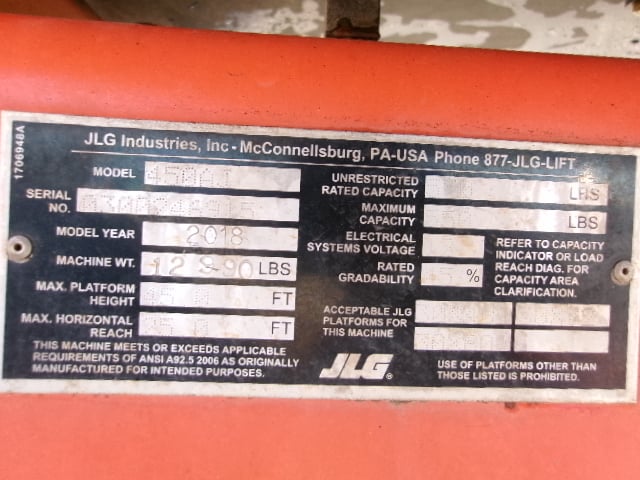 1706948A
JLG Industries, Inc - McConnellsburg, PA-USA Phone 877-JLG-LIFT
MODEL 450AJ
SERIAL NO.
MODEL YEAR 2018
MACHINE WT. LBS
MAX. PLATFORM HEIGHT FT
MAX. HORIZONTAL REACH FT
THIS MACHINE MEETS OR EXCEEDS APPLICABLE
REQUIREMENTS OF ANSI A92.5 2006 AS ORIGINALLY
MANUFACTURED FOR INTENDED PURPOSES.
UNRESTRICTED
RATED CAPACITY LBS
MAXIMUM
CAPACITY LBS
ELECTRICAL
SYSTEMS VOLTAGE
RATED
GRADABILITY %
REFER TO CAPACITY
INDICATOR OR LOAD
REACH DIAG. FOR
CAPACITY AREA
CLARIFICATION.
ACCEPTABLE JLG
PLATFORMS FOR
THIS MACHINE
JLG®
USE OF PLATFORMS OTHER THAN
THOSE LISTED IS PROHIBITED.